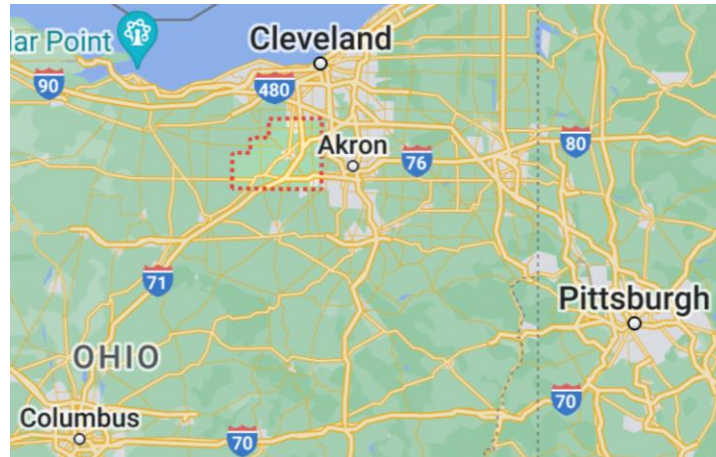 lar Point
Cleveland
90
480
Akron
76
80
71
Pittsburgh
OHIO
70
Columbus
70